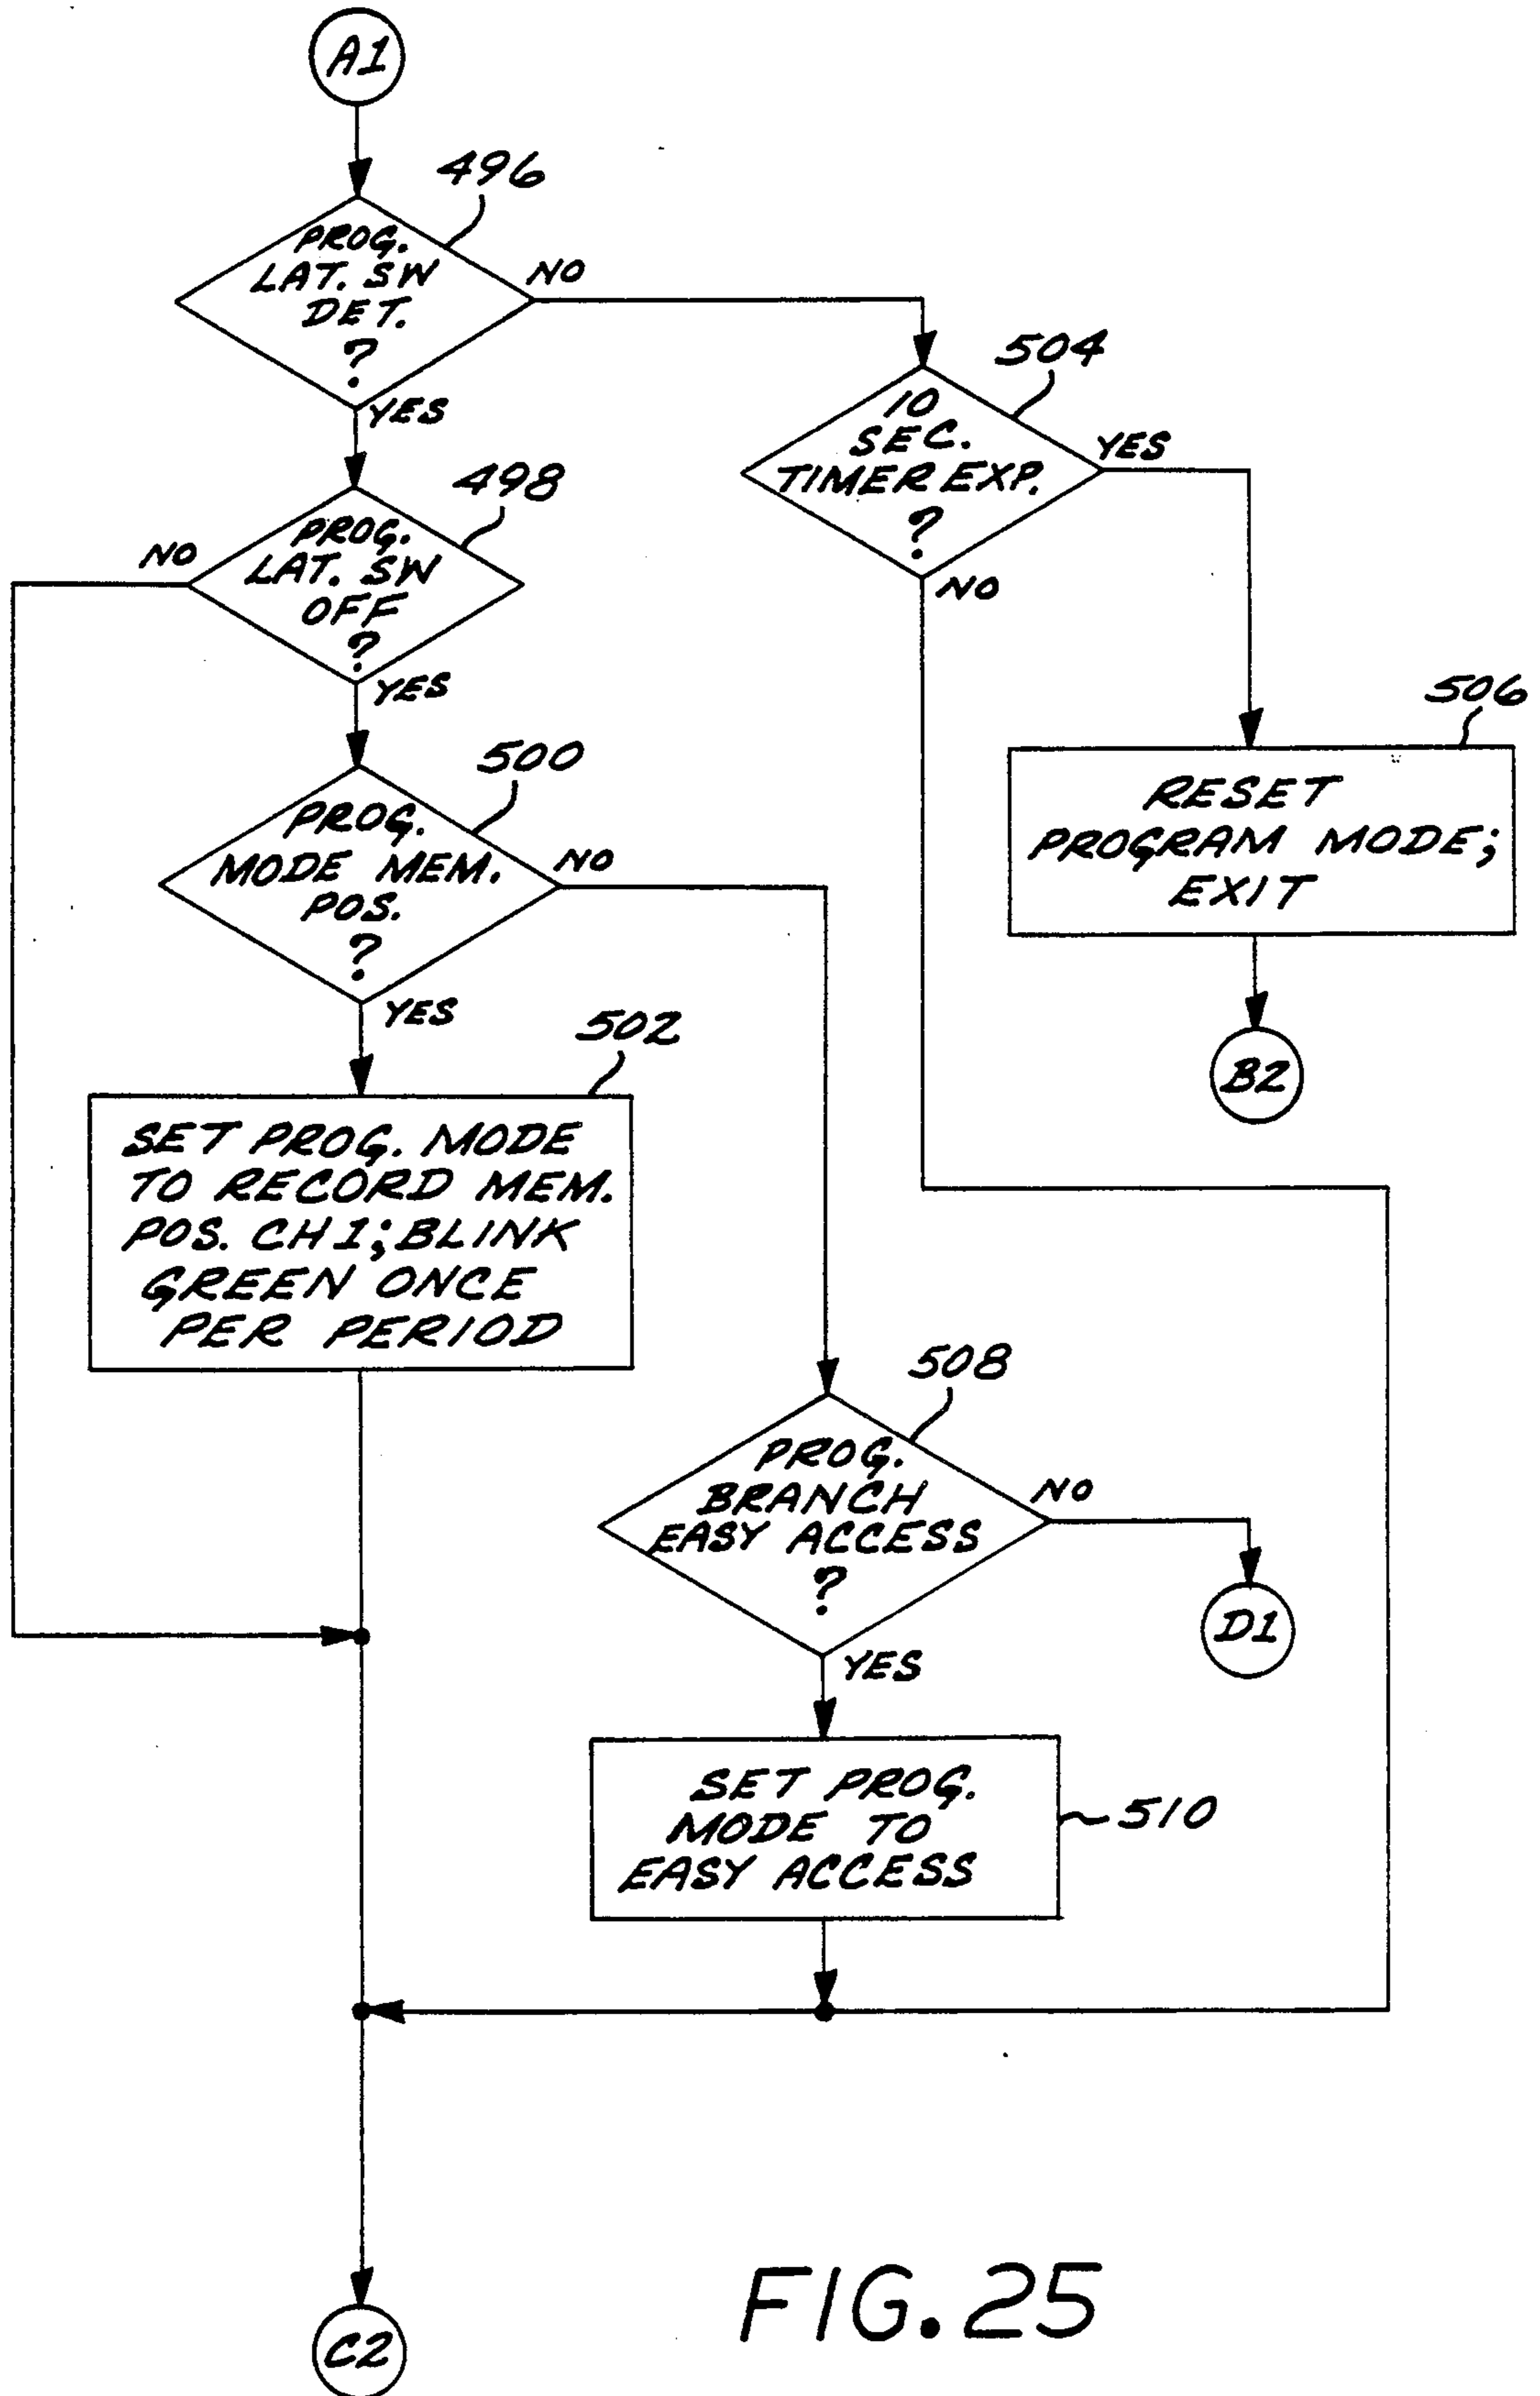 A1
496
PROG.
LAT. SW
DET.
?
NO
YES
504
10
SEC.
TIMER EXP.
?
YES
NO
498
PROG.
LAT. SW
OFF
?
NO
YES
506
RESET
PROGRAM MODE;
EXIT
B2
500
PROG.
MODE MEM.
POS.
?
NO
YES
502
SET PROG. MODE
TO RECORD MEM.
POS. CH1; BLINK
GREEN ONCE
PER PERIOD
508
PROG.
BRANCH
EASY ACCESS
?
NO
D1
YES
SET PROG.
MODE TO
EASY ACCESS
510
C2
FIG. 25